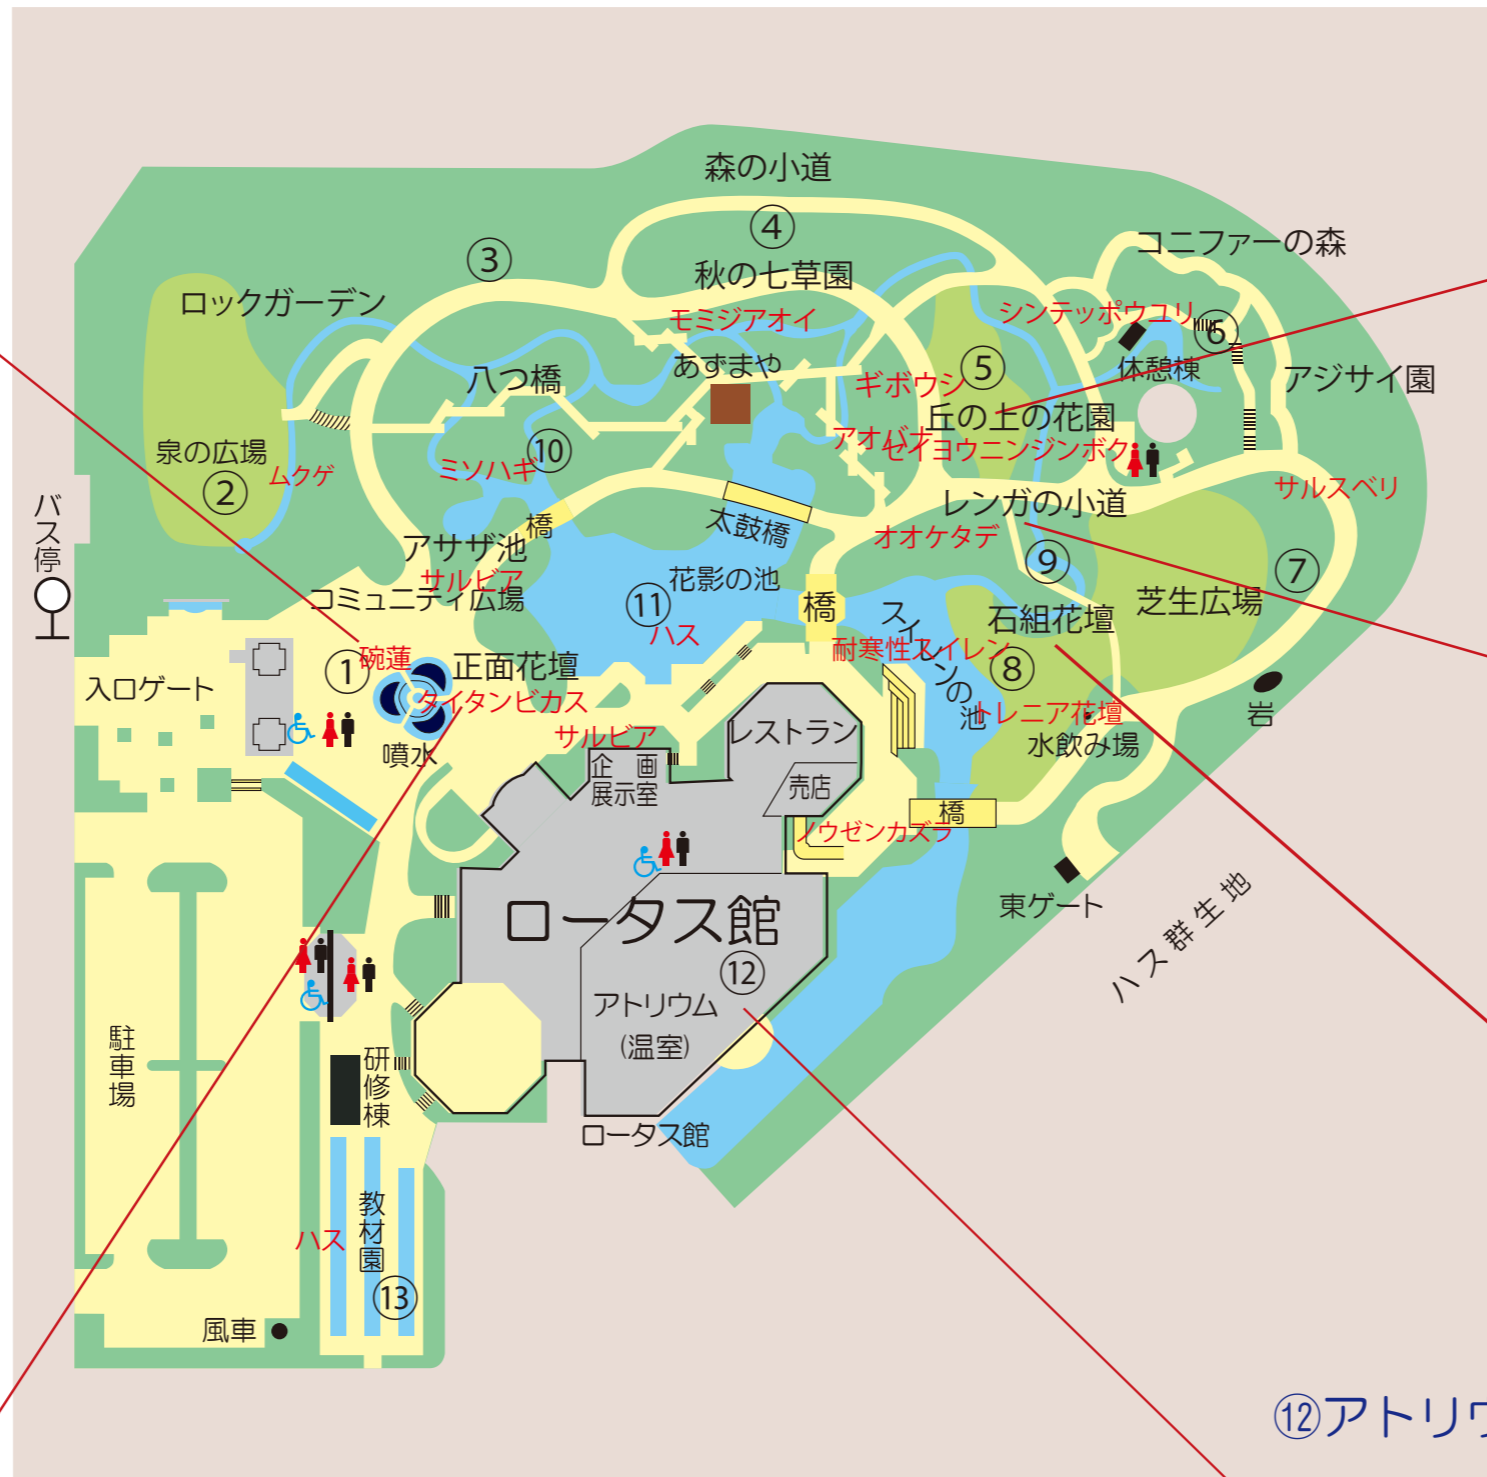 森の小道
④
コニファーの森
③
秋の七草園
ロックガーデン
モミジアオイ
シンテッポウユリ
⑥
あずまや
八つ橋
ギボウシ
⑤
休憩棟
アジサイ園
丘の上の花園
泉の広場
②
ムクゲ
ミソハギ
⑩
アオバナ
セイヨウニンジンボク
サルスベリ
バス停
橋
太鼓橋
レンガの小道
アサザ池
オオケタデ
サルビア
コミュニティ広場
花影の池
⑨
⑦
⑪
ハス
橋
スイレンの池
石組花壇
芝生広場
耐寒性スイレン
⑧
①
碗蓮
正面花壇
入口ゲート
タイタンビカス
トレニア花壇
岩
噴水
サルビア
レストラン
水飲み場
企画
展示室
売店
橋
ノウゼンカズラ
東ゲート
ハス群生地
ロータス館
⑫
アトリウム
(温室)
駐車場
研修棟
ロータス館
教材園
ハス
⑬
風車
⑫アトリウ